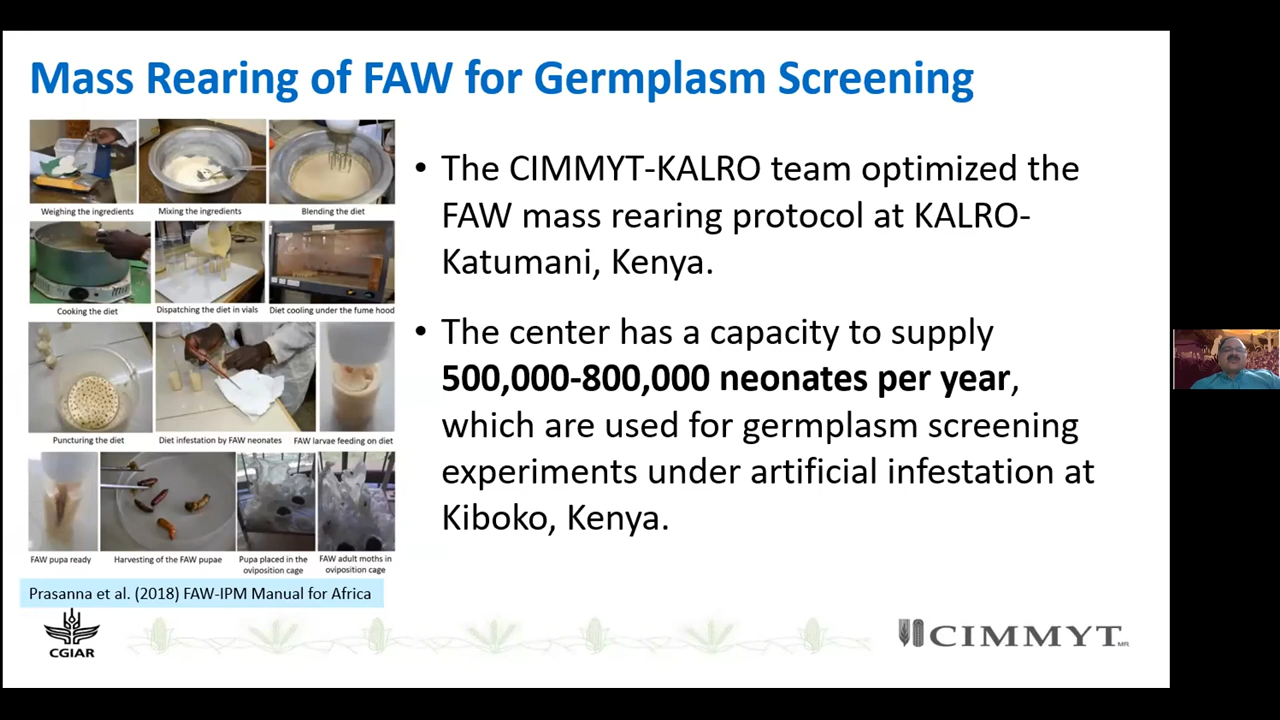 Mass Rearing of FAW for Germplasm Screening
Weighing the ingredients
Mixing the ingredients
Blending the diet
Cooking the diet
Dispatching the diet in vials
Diet cooling under the fume hood
Puncturing the diet
Diet infestation by FAW neonates
FAW larvae feeding on diet
FAW pupa ready
Harvesting of the FAW pupae
Pupa placed in the
oviposition cage
FAW adult moths in
oviposition cage
Prasanna et al. (2018) FAW-IPM Manual for Africa
• The CIMMYT-KALRO team optimized the
FAW mass rearing protocol at KALRO-
Katumani, Kenya.
• The center has a capacity to supply
500,000-800,000 neonates per year,
which are used for germplasm screening
experiments under artificial infestation at
Kiboko, Kenya.
CGIAR
CIMMYT MR